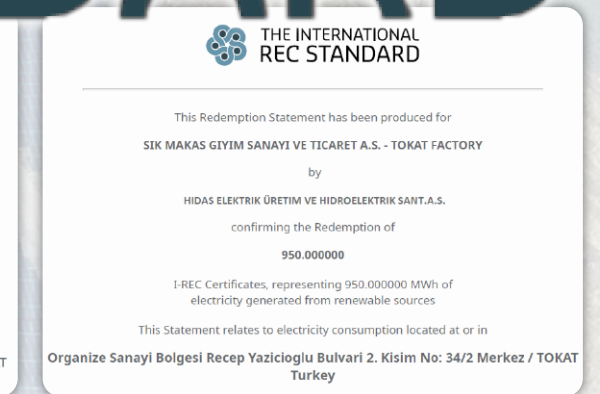 THE INTERNATIONAL
REC STANDARD
This Redemption Statement has been produced for
SIK MAKAS GIYIM SANAYI VE TICARET A.S. - TOKAT FACTORY
by
HIDAS ELEKTRIK ÜRETIM VE HIDROELEKTRIK SANT.A.S.
confirming the Redemption of
950.000000
I-REC Certificates, representing 950.000000 MWh of
electricity generated from renewable sources
This Statement relates to electricity consumption located at or in
Organize Sanayi Bolgesi Recep Yazicioglu Bulvari 2. Kisim No: 34/2 Merkez / TOKAT
Turkey